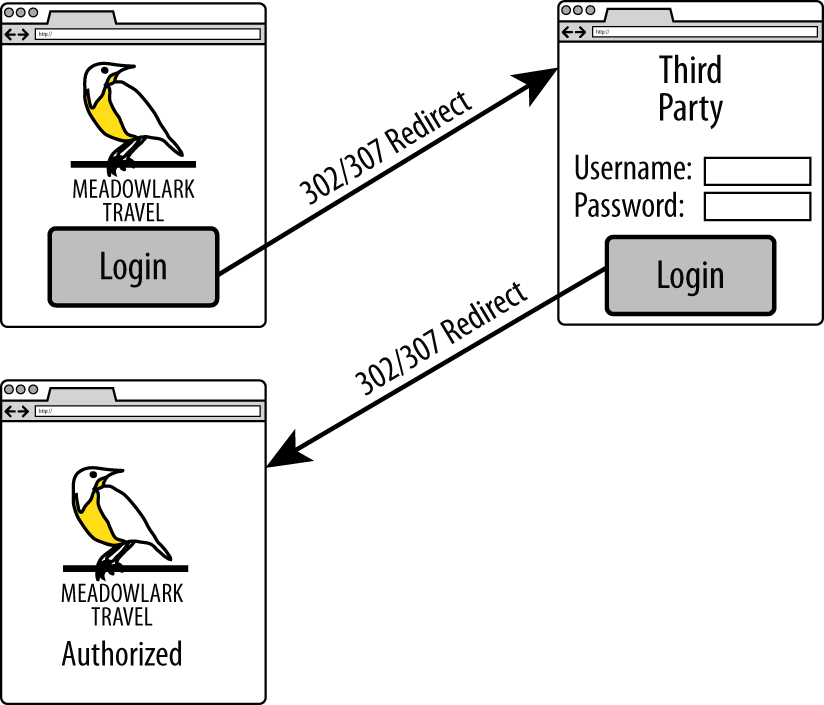 http://
MEADOWLARK
TRAVEL
Login
302/307 Redirect
http://
Third
Party
Username:
Password:
Login
302/307 Redirect
http://
MEADOWLARK
TRAVEL
Authorized